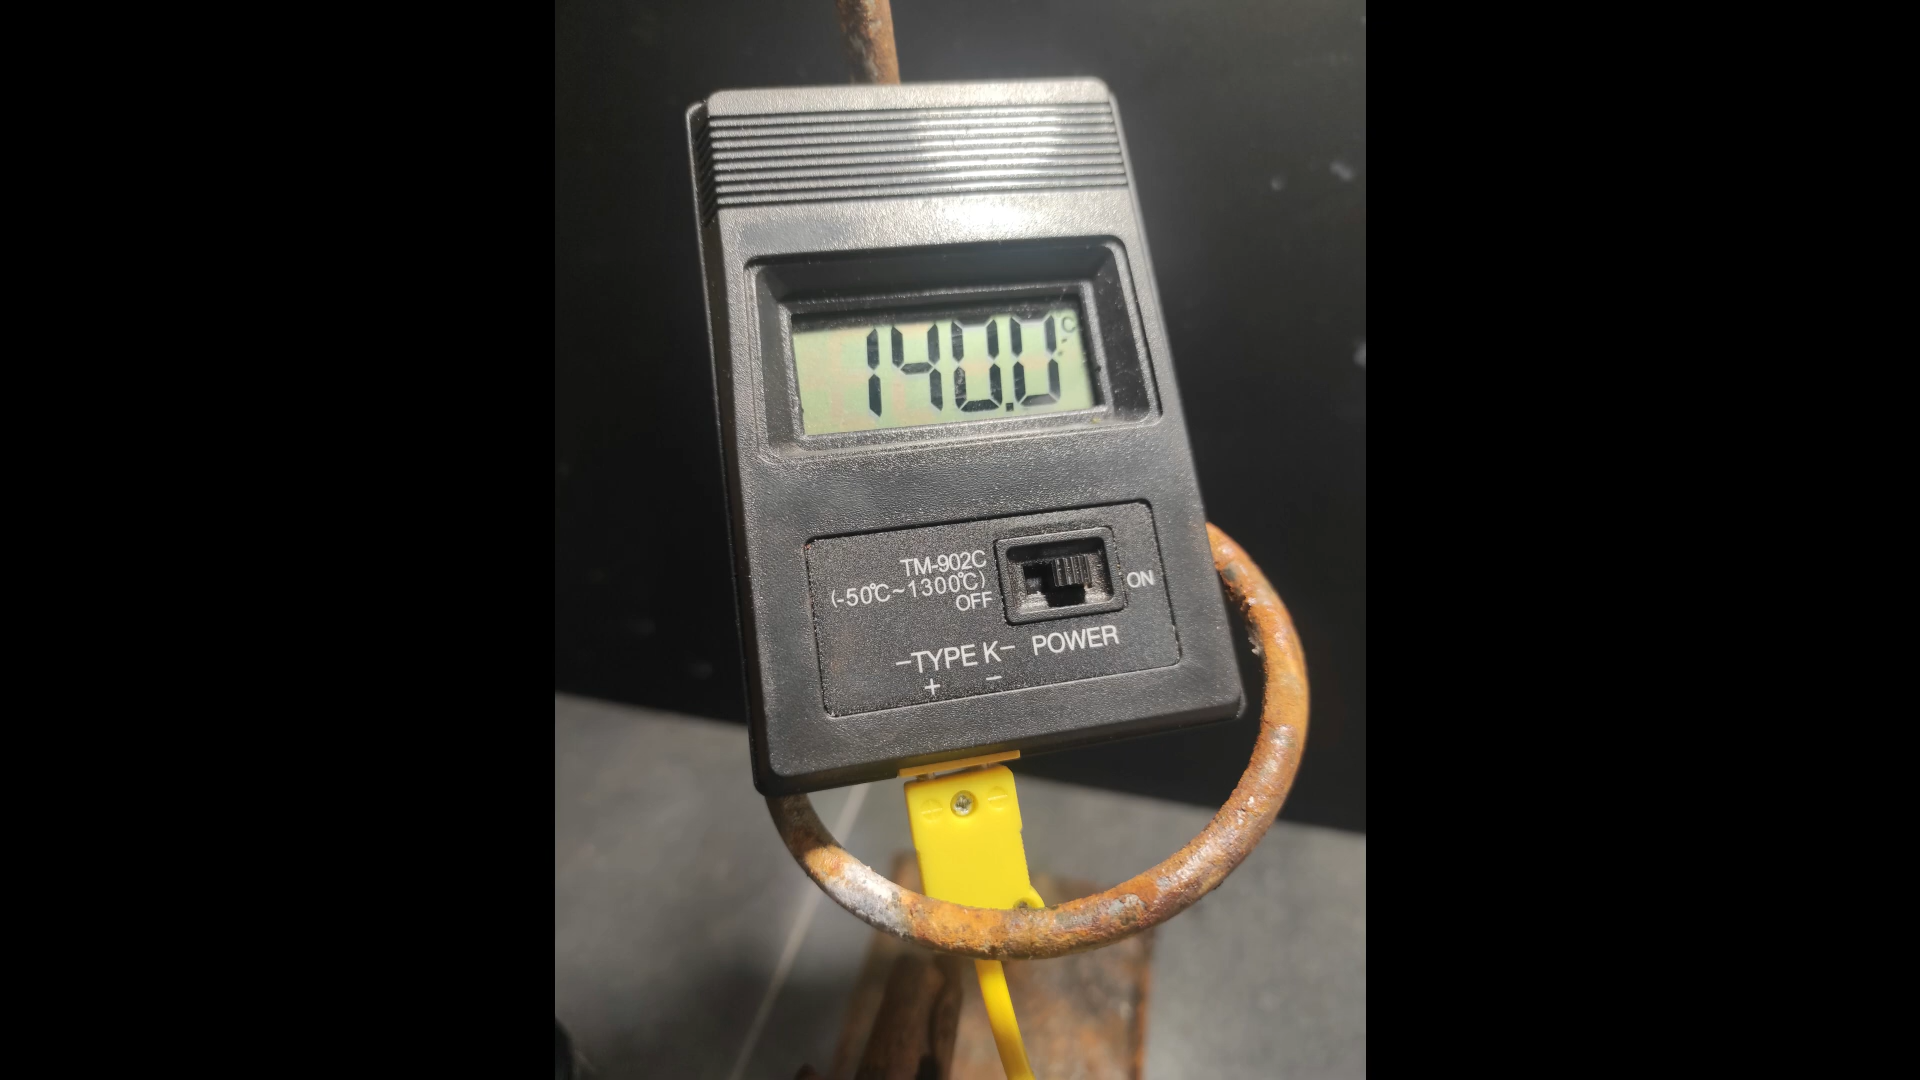 140.0 °C
TM-902C
(-50℃~1300℃)
OFF
ON
-TYPE K- POWER
+ -